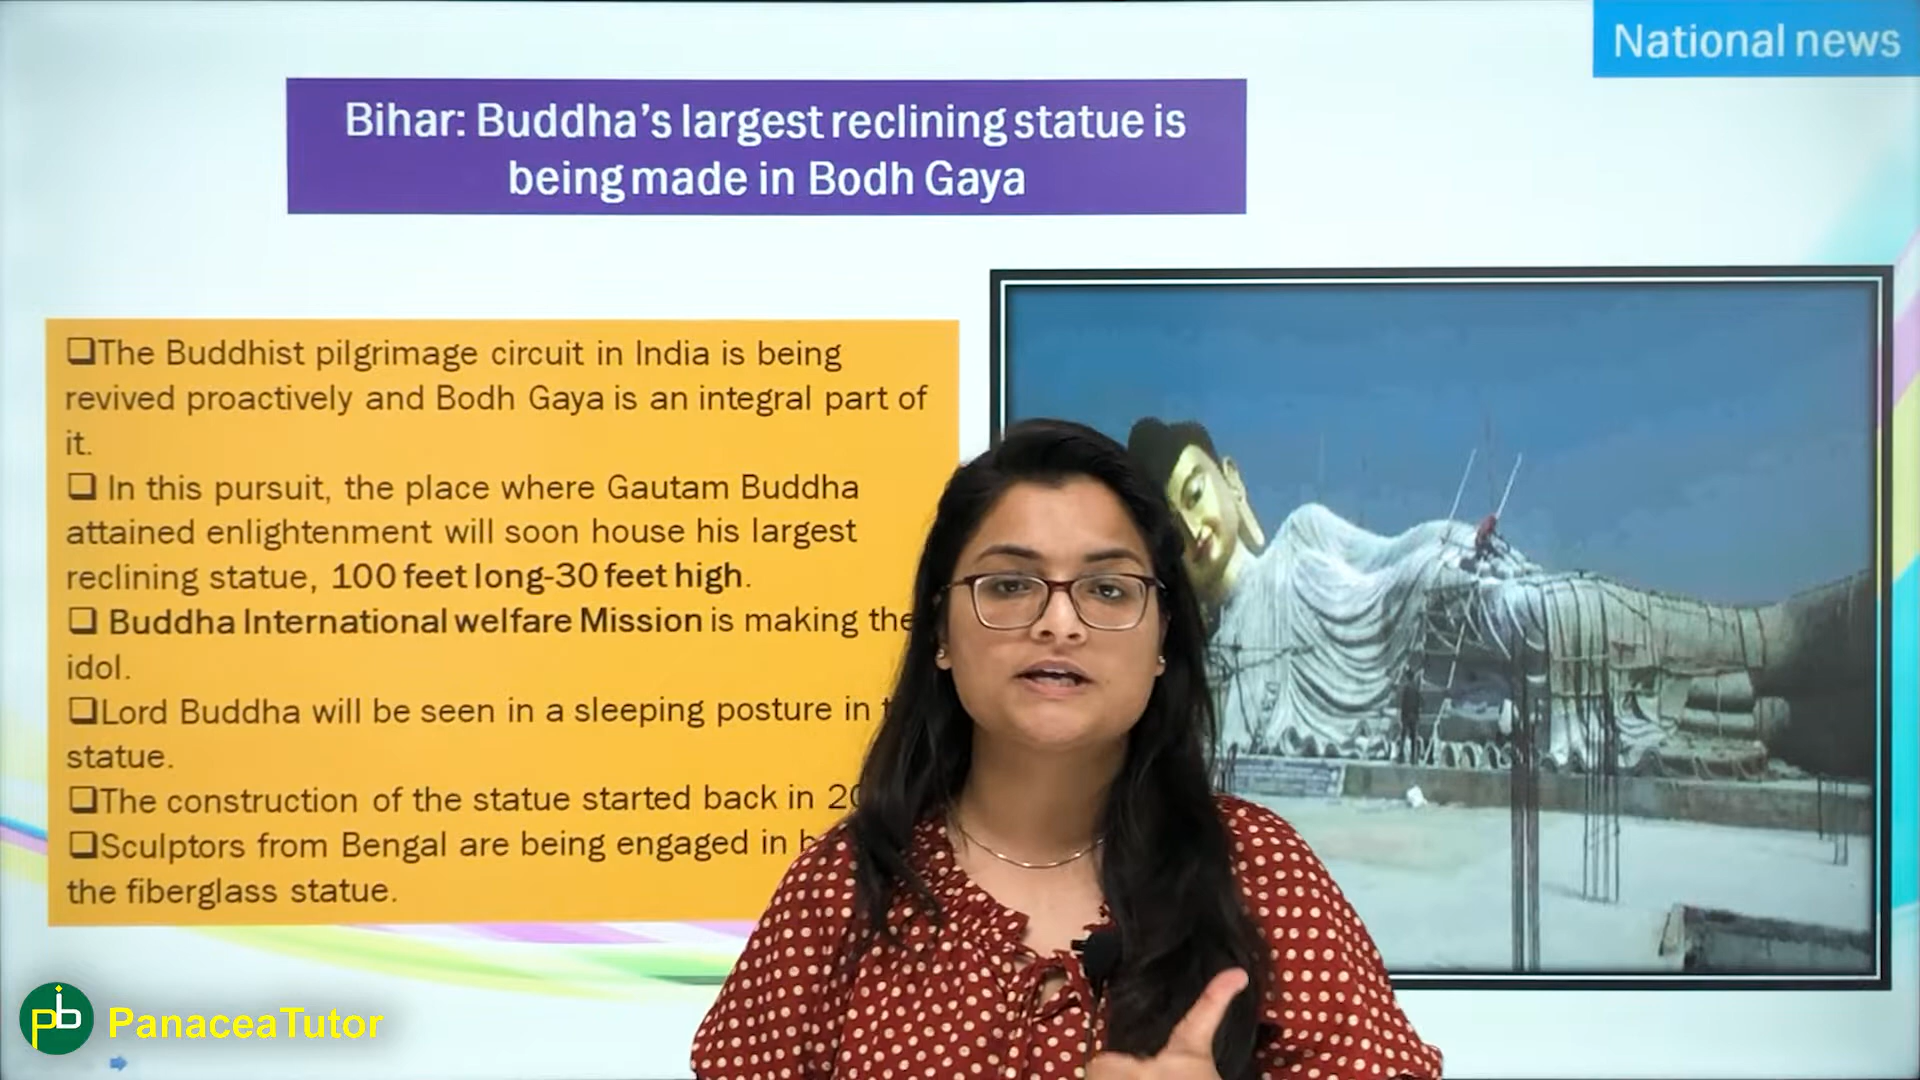 National news
Bihar: Buddha's largest reclining statue is
being made in Bodh Gaya
❑The Buddhist pilgrimage circuit in India is being
revived proactively and Bodh Gaya is an integral part of
it.
❑ In this pursuit, the place where Gautam Buddha
attained enlightenment will soon house his largest
reclining statue, 100 feet long-30 feet high.
❑ Buddha International welfare Mission is making the
idol.
❑Lord Buddha will be seen in a sleeping posture in
statue.
❑The construction of the statue started back in
❑Sculptors from Bengal are being engaged in
the fiberglass statue.
pb PanaceaTutor